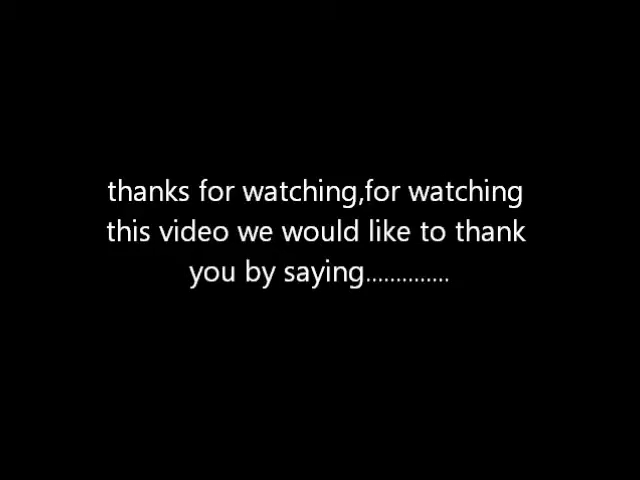 thanks for watching,for watching
this video we would like to thank
you by saying..............